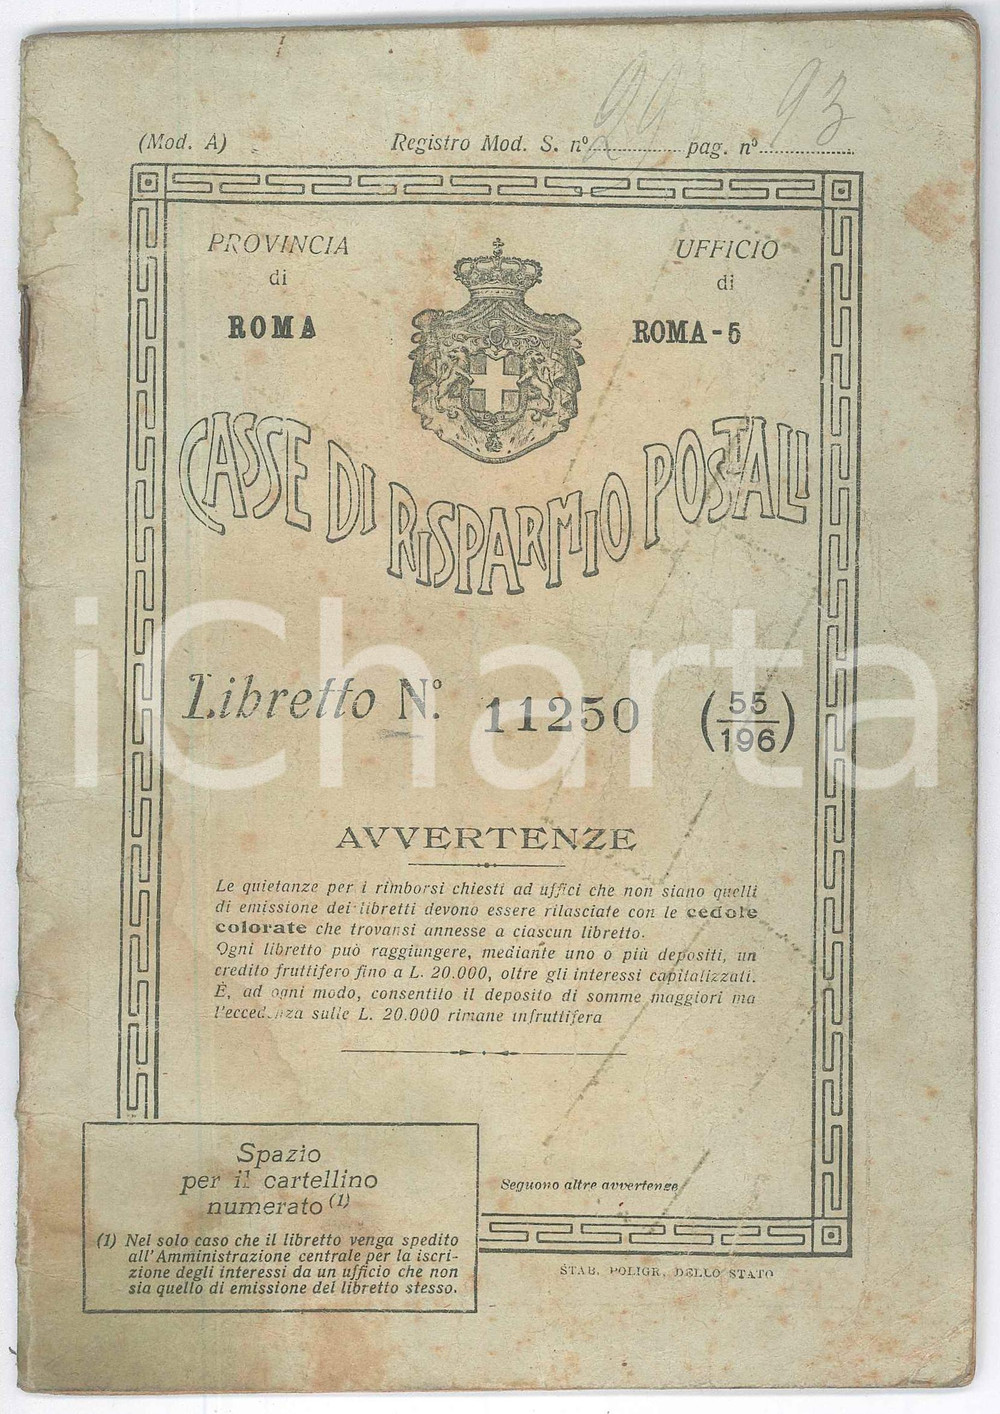 99 93
(Mod. A) Registro Mod. S. nº pag. nº
PROVINCIA UFFICIO
di di
ROMA ROMA-5
CASSE DI RISPARMIO POSTALI
iCharta
Libretto Nº. 11250 (55/196)
AVVERTENZE
Le quietanze per i rimborsi chiesti ad uffici che non siano quelli
di emissione dei libretti devono essere rilasciate con le cedole
colorate che trovansi annesse a ciascun libretto.
Ogni libretto può raggiungere, mediante uno o più depositi, un
credito fruttifero fino a L. 20.000, oltre gli interessi capitalizzati.
È, ad ogni modo, consentito il deposito di somme maggiori ma
l'eccedenza sulle L. 20.000 rimane infruttifera
Spazio
per il cartellino
numerato (1)
(1) Nel solo caso che il libretto venga spedito
all'Amministrazione centrale per la iscri-
zione degli interessi da un ufficio che non
sia quello di emissione del libretto stesso.
Seguono altre avvertenze
STAB. POLIGR. DELLO STATO